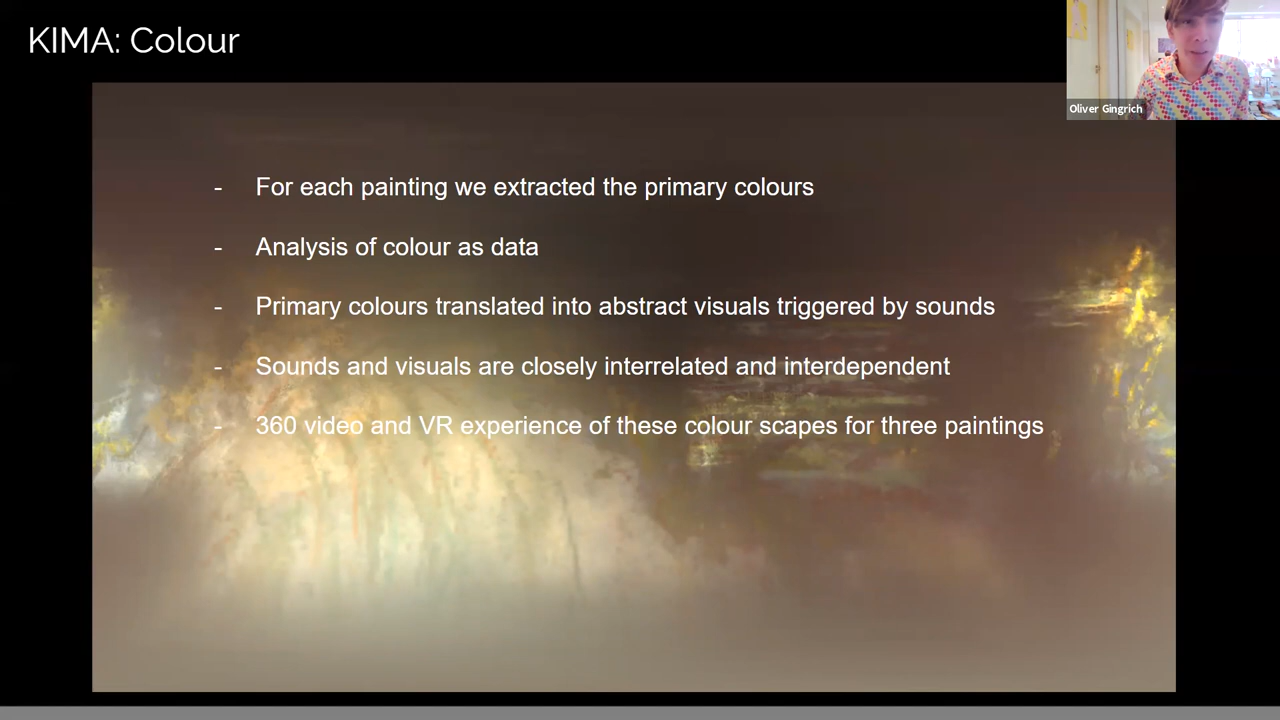 KIMA: Colour
Oliver Gingrich
- For each painting we extracted the primary colours
- Analysis of colour as data
- Primary colours translated into abstract visuals triggered by sounds
- Sounds and visuals are closely interrelated and interdependent
- 360 video and VR experience of these colour scapes for three paintings